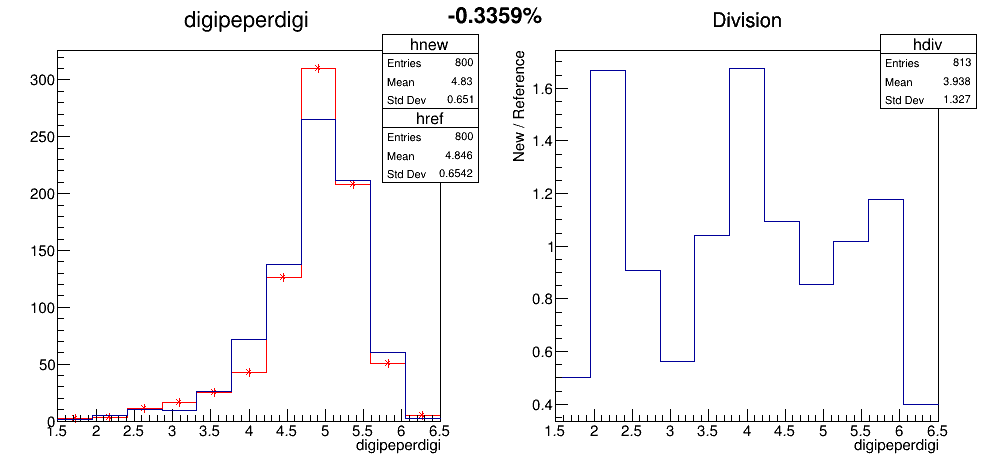 -0.3359%
digipeperdigi
hnew
Entries 800
Mean 4.83
Std Dev 0.651
href
Entries 800
Mean 4.846
Std Dev 0.6542
300
250
200
150
100
50
0
1.5 2 2.5 3 3.5 4 4.5 5 5.5 6 6.5
digipeperdigi
Division
hdiv
Entries 813
Mean 3.938
Std Dev 1.327
New / Reference
1.6
1.4
1.2
1
0.8
0.6
0.4
1.5 2 2.5 3 3.5 4 4.5 5 5.5 6 6.5
digipeperdigi